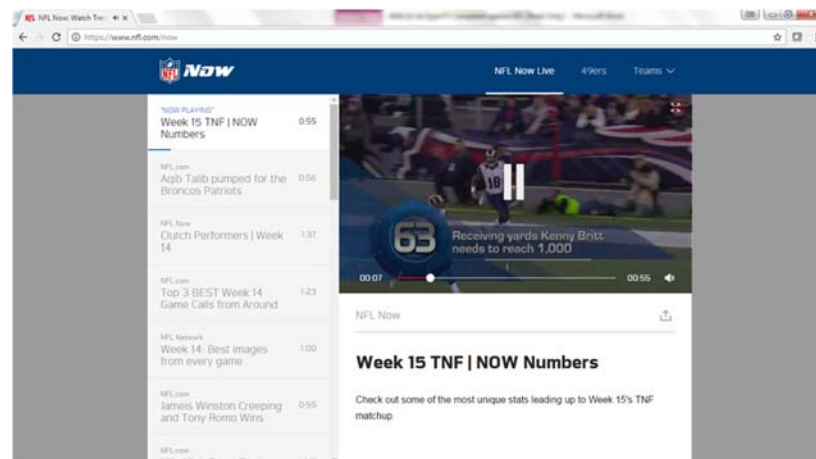 NFL Now: Watch Tren
https://www.nfl.com/now
NFL NOW
NFL Now Live
49ers
Teams
"NOW PLAYING"
Week 15 TNF | NOW
Numbers
0:55
NFL.com
Aqib Talib pumped for the
Broncos Patriots
0:56
NFL Now
Clutch Performers | Week
14
1:37
NFL.com
Top 3 BEST Week 14
Game Calls from Around
1:23
NFL Network
Week 14: Best images
from every game
1:00
NFL.com
Jameis Winston Creeping
and Tony Romo Wins
0:55
NFL.com
18
63
Receiving yards Kenny Britt
needs to reach 1,000
00:07
00:55
NFL Now
Week 15 TNF | NOW Numbers
Check out some of the most unique stats leading up to Week 15's TNF
matchup.